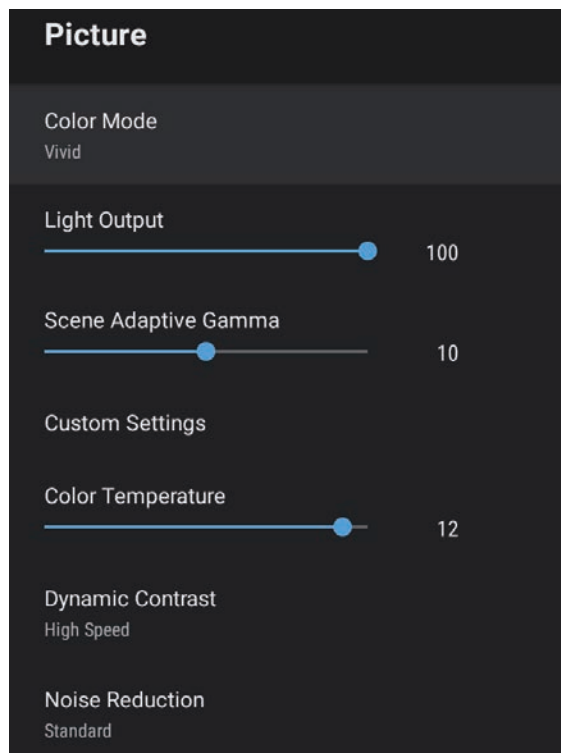 Picture
Color Mode
Vivid
Light Output
100
Scene Adaptive Gamma
10
Custom Settings
Color Temperature
12
Dynamic Contrast
High Speed
Noise Reduction
Standard